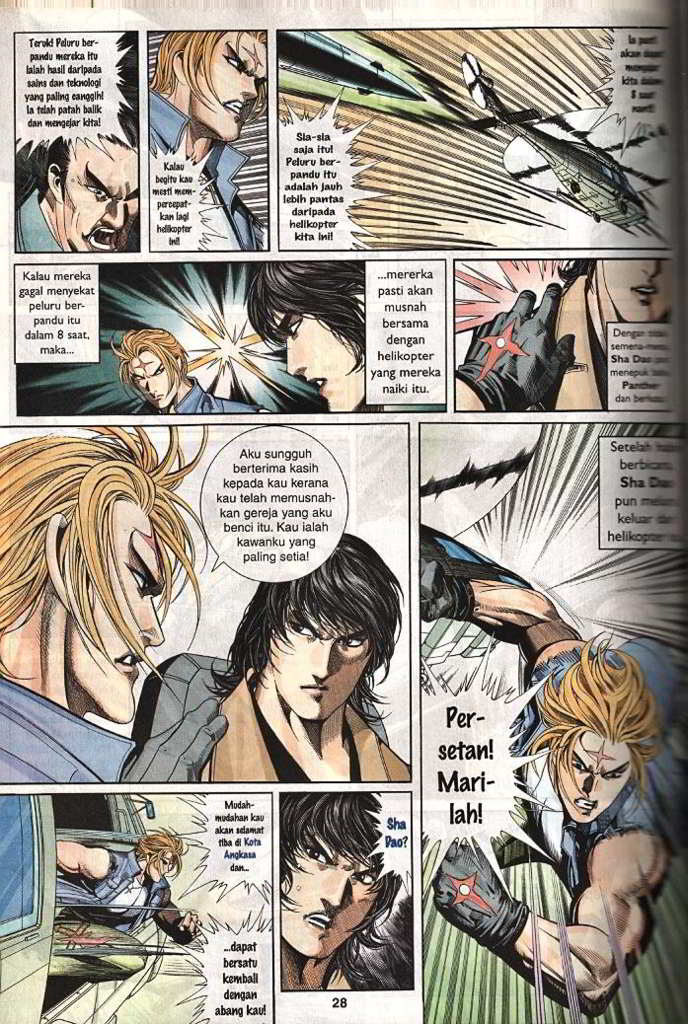 Teruk! Peluru ber-
pandu mereka itu
ialah hasil daripada
sains dan teknologi
yang paling canggih!
Ia telah patah balik
dan mengejar kita!
Kalau
begitu kau
mesti mem-
percepat-
kan lagi
helikopter
ini!
Sia-sia
saja itu!
Peluru ber-
pandu itu
adalah jauh
lebih pantas
daripada
helikopter
kita ini!
Ia pasti
akan
kita dalam
8 saat
nanti!
Kalau mereka
gagal menyekat
peluru ber-
pandu itu
dalam 8 saat,
maka...
...mererka
pasti akan
musnah
bersama
dengan
helikopter
yang mereka
naiki itu.
Dengan
semena-mena
Sha Dao
menepuk
Panther
dan
Aku sungguh
berterima kasih
kepada kau kerana
kau telah memusnah-
kan gereja yang aku
benci itu. Kau ialah
kawanku yang
paling setia!
Setelah
Sha Dao
pun
keluar
helikopter
Per-
setan!
Mari-
lah!
Mudah-
mudahan kau
akan selamat
tiba di Kota
Angkasa
dan...
...dapat
bersatu
kembali
dengan
abang kau!
Sha
Dao?
28